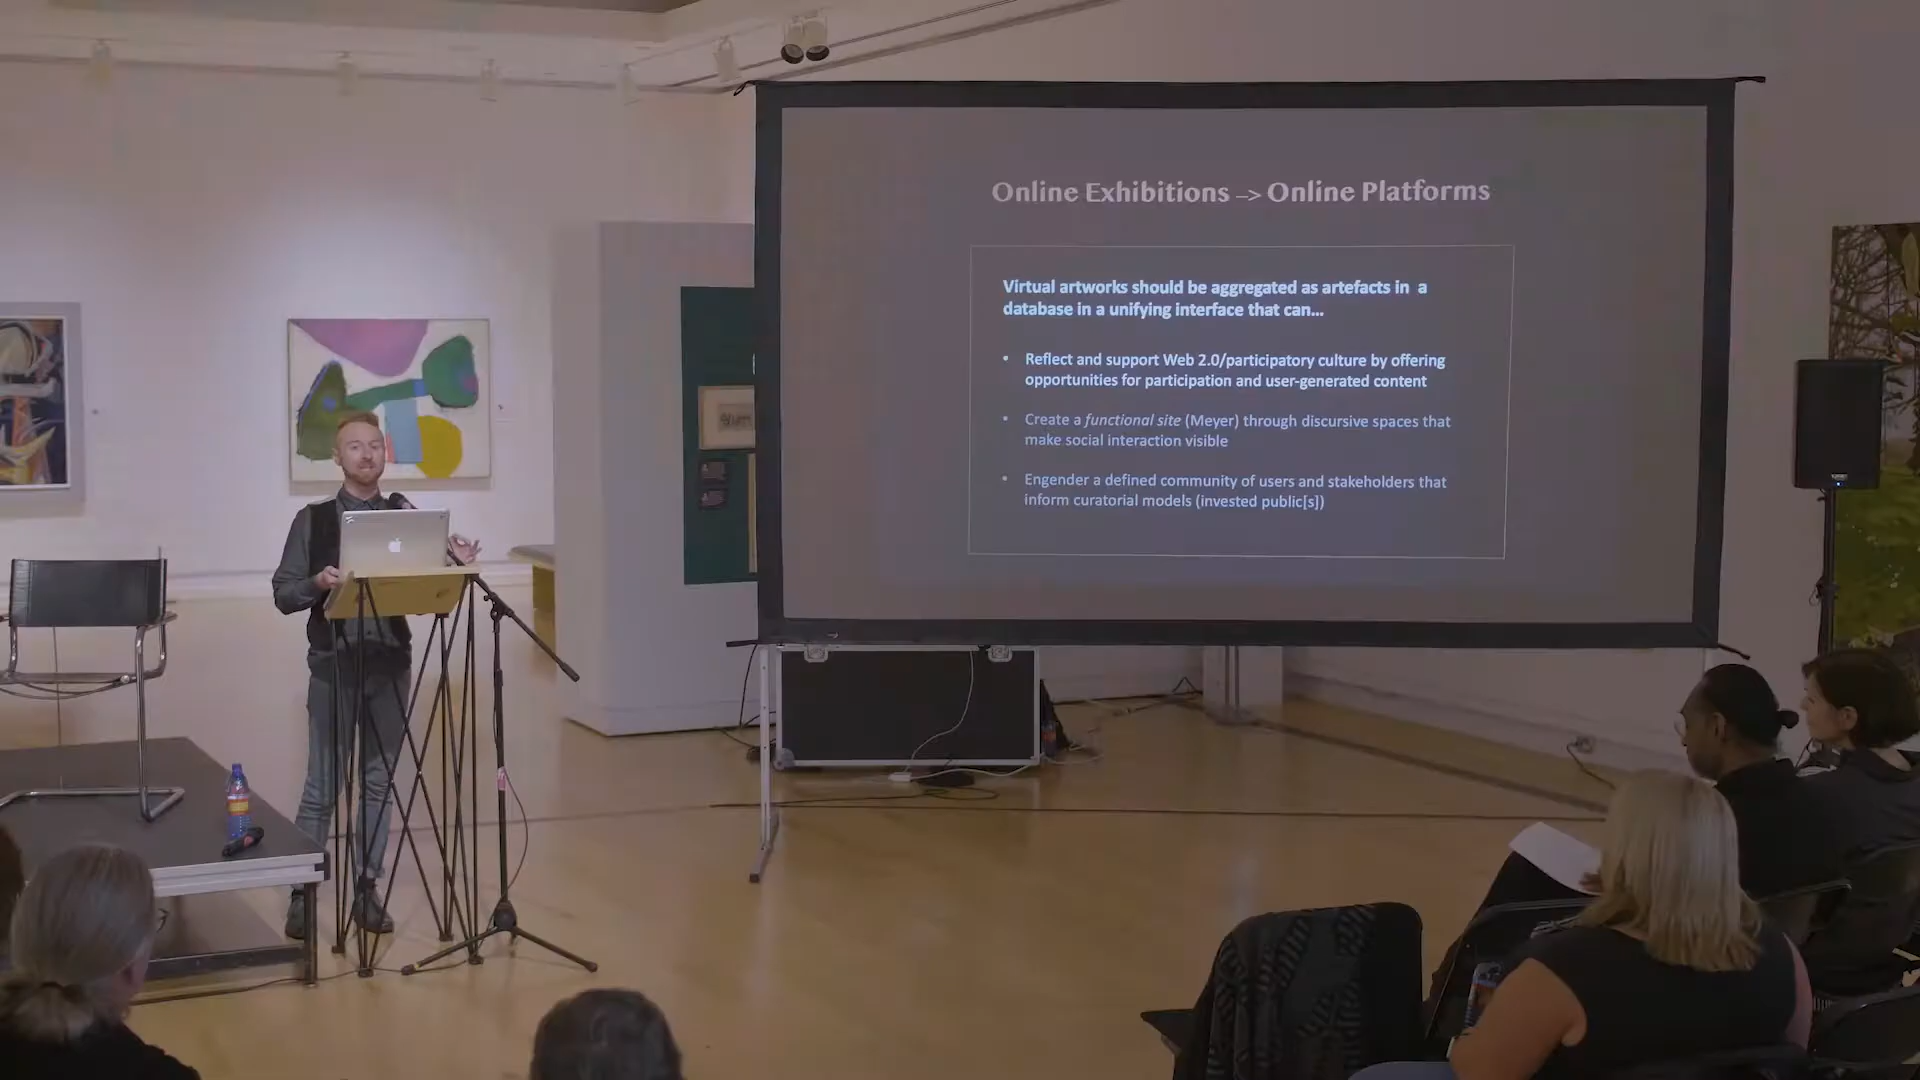 Online Exhibitions –> Online Platforms
Virtual artworks should be aggregated as artefacts in a
database in a unifying interface that can...
• Reflect and support Web 2.0/participatory culture by offering
opportunities for participation and user-generated content
• Create a functional site (Meyer) through discursive spaces that
make social interaction visible
• Engender a defined community of users and stakeholders that
inform curatorial models (invested public[s])